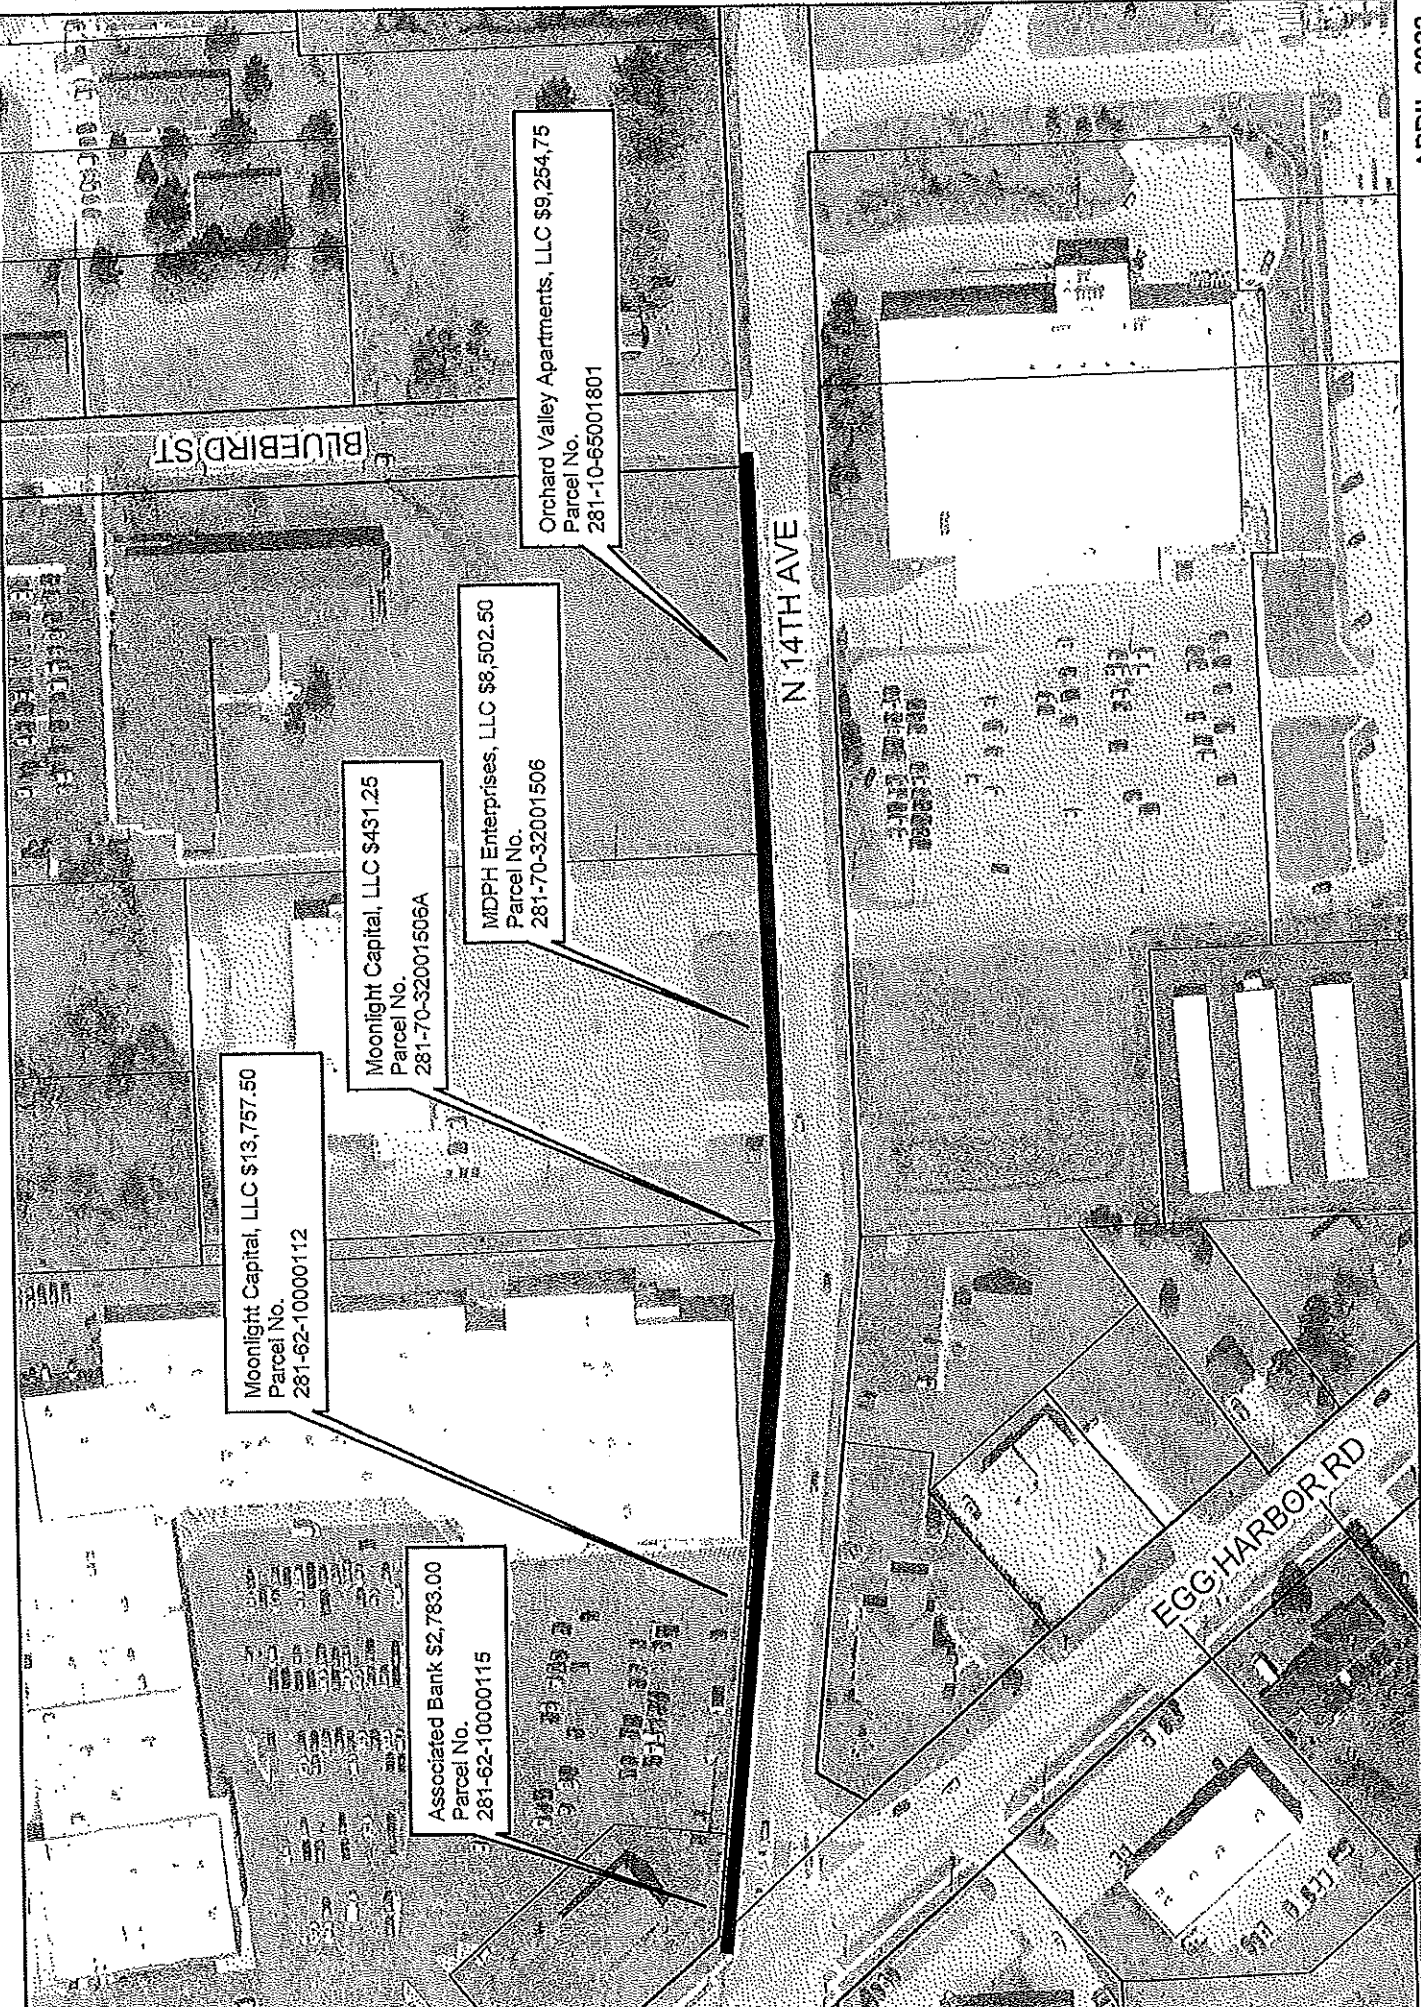 Associated Bank $2,783.00
Parcel No.
281-62-10000115
Moonlight Capital, LLC $13,757.50
Parcel No.
281-62-10000112
Moonlight Capital, LLC $431.25
Parcel No.
281-70-32001506A
MDPH Enterprises, LLC $8,502.50
Parcel No.
281-70-32001506
Orchard Valley Apartments, LLC $9,254,75
Parcel No.
281-10-65001801
BLUEBIRD ST
N 14TH AVE
EGG HARBOR RD